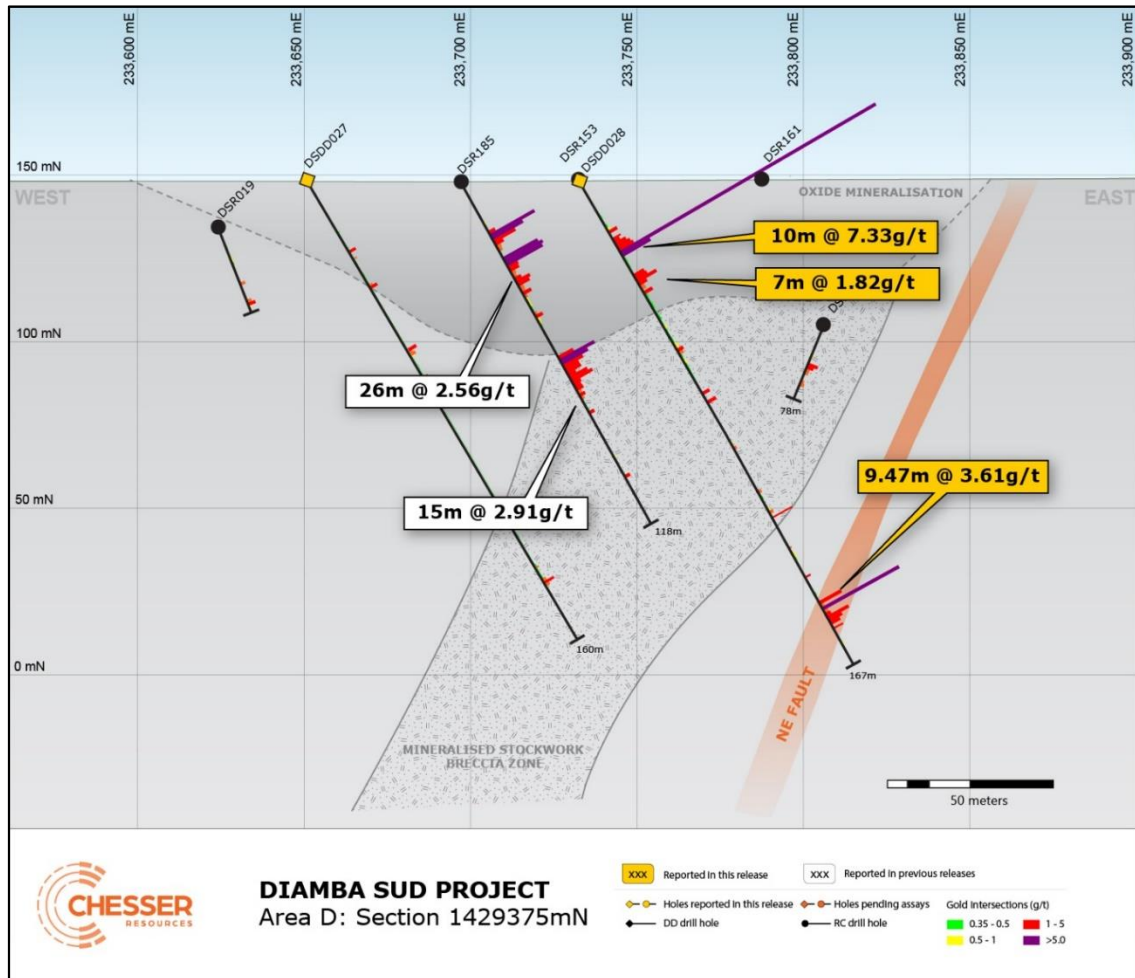 233,600 mE
233,650 mE
233,700 mE
233,750 mE
233,800 mE
233,850 mE
233,900 mE
DSDD027
DSR185
DSR153
DSDD028
DSR161
150 mN
WEST
OXIDE MINERALISATION
EAST
DSR019
10m @ 7.33g/t
7m @ 1.82g/t
100 mN
26m @ 2.56g/t
78m
9.47m @ 3.61g/t
50 mN
15m @ 2.91g/t
118m
160m
167m
0 mN
NE FAULT
MINERALISED STOCKWORK
BRECCIA ZONE
50 meters
CHESSER
RESOURCES
DIAMBA SUD PROJECT
Area D: Section 1429375mN
XXX Reported in this release
XXX Reported in previous releases
Holes reported in this release
Holes pending assays
Gold Intersections (g/t)
DD drill hole
RC drill hole
0.35 - 0.5
1 - 5
0.5 - 1
>5.0